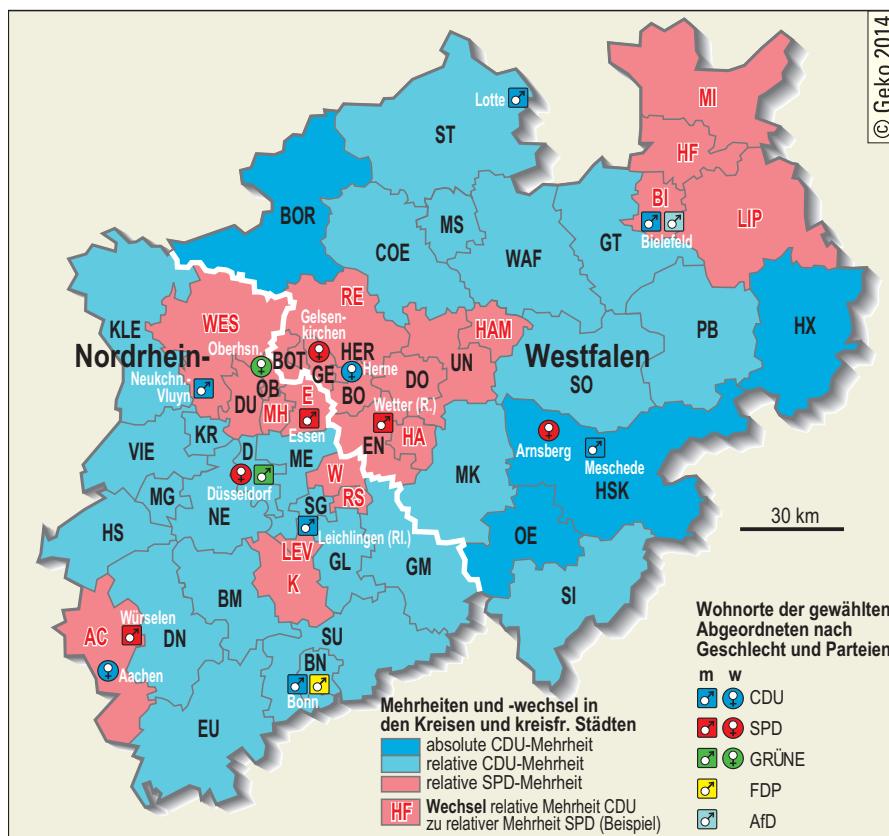 © Geko 2014
Lotte
ST
MI
HF
BI
Bielefeld
LIP
BOR
MS
COE
WAF
GT
KLE
WES
RE
Gelsen-
kirchen
HAM
PB
HX
Nordrhein-
Westfalen
Oberhsn.
BOT
HER
GE
Herne
UN
SO
Neukchn.-
Vluyn
OB
DU
MH
E
Essen
BO
DO
Wetter (R.)
EN
HA
Arnsberg
Meschede
HSK
KR
VIE
D
ME
MK
Düsseldorf
W
RS
MG
NE
SG
Leichlingen (Rl.)
HS
LEV
K
GL
GM
OE
30 km
SI
BM
AC
Würselen
DN
SU
Aachen
BN
Bonn
EU
Mehrheiten und -wechsel in
den Kreisen und kreisfr. Städten
absolute CDU-Mehrheit
relative CDU-Mehrheit
relative SPD-Mehrheit
HF Wechsel relative Mehrheit CDU
zu relativer Mehrheit SPD (Beispiel)
Wohnorte der gewählten
Abgeordneten nach
Geschlecht und Parteien
m w
CDU
SPD
GRÜNE
FDP
AfD